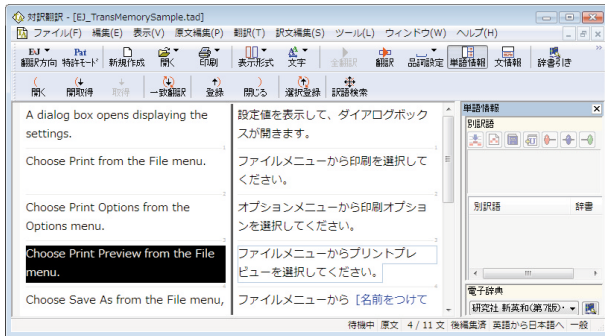 対訳翻訳 - [EJ_TransMemorySample.tad]
ファイル(F) 編集(E) 表示(V) 原文編集(P) 翻訳(T) 訳文編集(S) ツール(L) ウィンドウ(W) ヘルプ(H)
EJ Pat
翻訳方向 特許モード 新規作成 開く 印刷 表示形式 文字 全翻訳 翻訳 品詞設定 単語情報 文情報 辞書引き
開く 開取得 取得 一致翻訳 登録 閉じる 選択登録 訳語検索
A dialog box opens displaying the
settings.
設定値を表示して、ダイアログボック
スが開きます。
Choose Print from the File menu.
ファイルメニューから印刷を選択して
ください。
Choose Print Options from the
Options menu.
オプションメニューから印刷オプショ
ンを選択してください。
Choose Print Preview from the File
menu.
ファイルメニューからプリントプレ
ビューを選択してください。
Choose Save As from the File menu,
ファイルメニューから [名前をつけて
単語情報
別訳語
別訳語 辞書
電子辞典
研究社 新英和(第7版)・
待機中 原文 4 / 11 文 後編集済 英語から日本語へ 一般